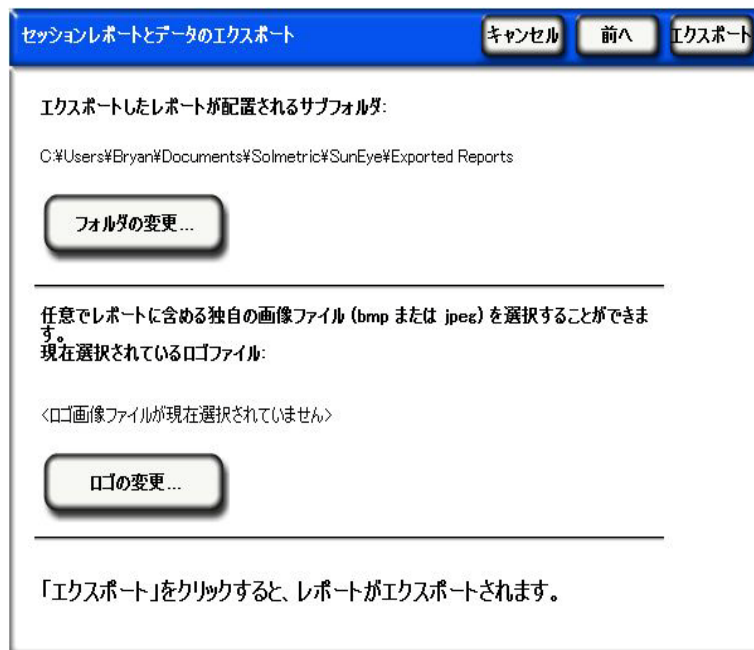 セッションレポートとデータのエクスポート
キャンセル
前へ
エクスポート
エクスポートしたレポートが配置されるサブフォルダ:
C:¥Users¥Bryan¥Documents¥Solmetric¥SunEye¥Exported Reports
フォルダの変更...
任意でレポートに含める独自の画像ファイル (bmp または jpeg) を選択することができま
す。
現在選択されているロゴファイル:
<ロゴ画像ファイルが現在選択されていません>
ロゴの変更...
「エクスポート」をクリックすると、レポートがエクスポートされます。